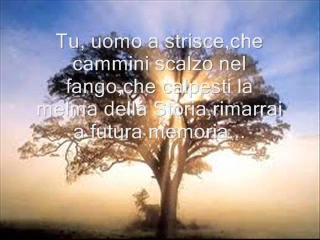 Tu, uomo a strisce,che
cammini scalzo nel
fango,che calpesti la
melma della Storia,rimarrai
a futura memoria...